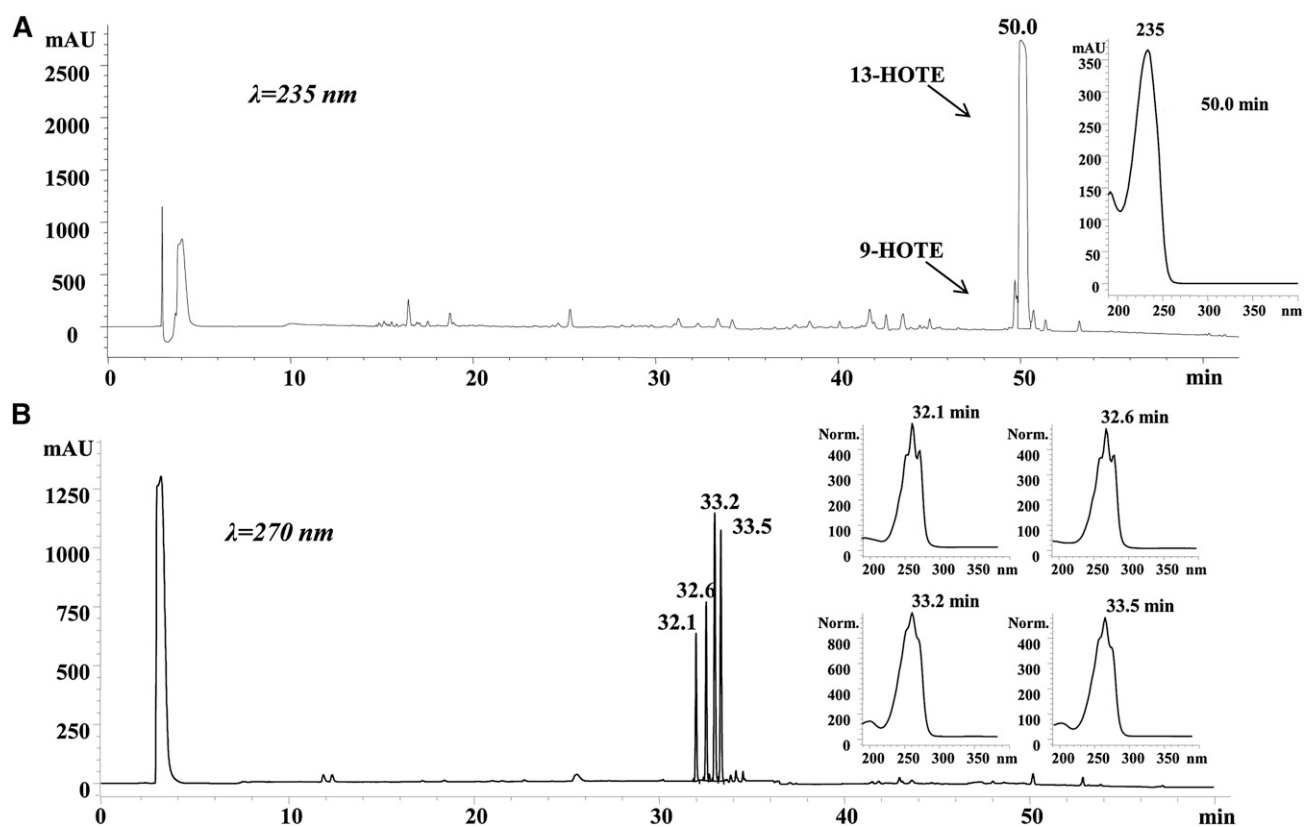 A
mAU
2500
2000
1500
1000
500
0
λ=235 nm
13-HOTE
9-HOTE
50.0
235
mAU
350
300
250
200
150
100
50
0
50.0 min
200 250 300 350 nm
0 10 20 30 40 50 min
B
mAU
1250
1000
750
500
250
0
λ=270 nm
33.2
33.5
32.6
32.1
32.1 min
Norm.
400
300
200
100
0
200 250 300 350 nm
32.6 min
Norm.
400
300
200
100
0
200 250 300 350 nm
33.2 min
Norm.
800
600
400
200
0
200 250 300 350 nm
33.5 min
Norm.
400
300
200
100
0
200 250 300 350 nm
0 10 20 30 40 50 min